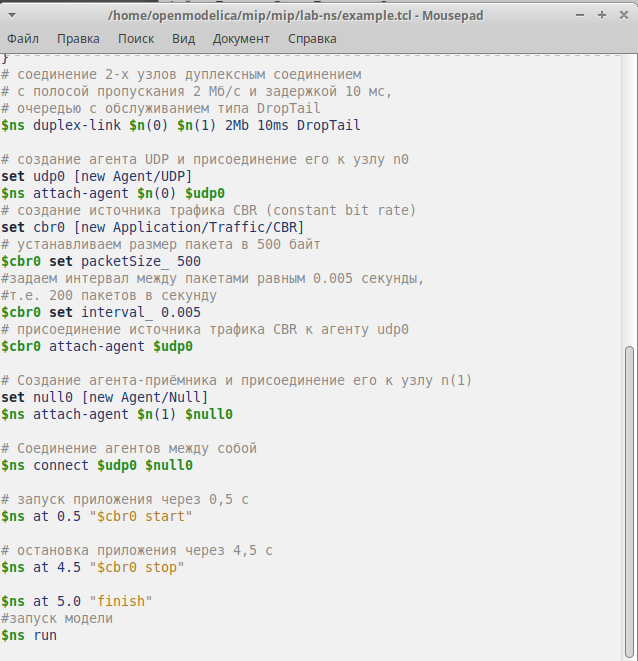 /home/openmodelica/mip/mip/lab-ns/example.tcl - Mousepad
Файл Правка Поиск Вид Документ Справка
}
# соединение 2-х узлов дуплексным соединением
# с полосой пропускания 2 Мб/с и задержкой 10 мс,
# очередью с обслуживанием типа DropTail
$ns duplex-link $n(0) $n(1) 2Mb 10ms DropTail
# создание агента UDP и присоединение его к узлу n0
set udp0 [new Agent/UDP]
$ns attach-agent $n(0) $udp0
# создание источника трафика CBR (constant bit rate)
set cbr0 [new Application/Traffic/CBR]
# устанавливаем размер пакета в 500 байт
$cbr0 set packetSize_ 500
#задаем интервал между пакетами равным 0.005 секунды,
#т.е. 200 пакетов в секунду
$cbr0 set interval_ 0.005
# присоединение источника трафика CBR к агенту udp0
$cbr0 attach-agent $udp0
# Создание агента-приёмника и присоединение его к узлу n(1)
set null0 [new Agent/Null]
$ns attach-agent $n(1) $null0
# Соединение агентов между собой
$ns connect $udp0 $null0
# запуск приложения через 0,5 с
$ns at 0.5 "$cbr0 start"
# остановка приложения через 4,5 с
$ns at 4.5 "$cbr0 stop"
$ns at 5.0 "finish"
#запуск модели
$ns run